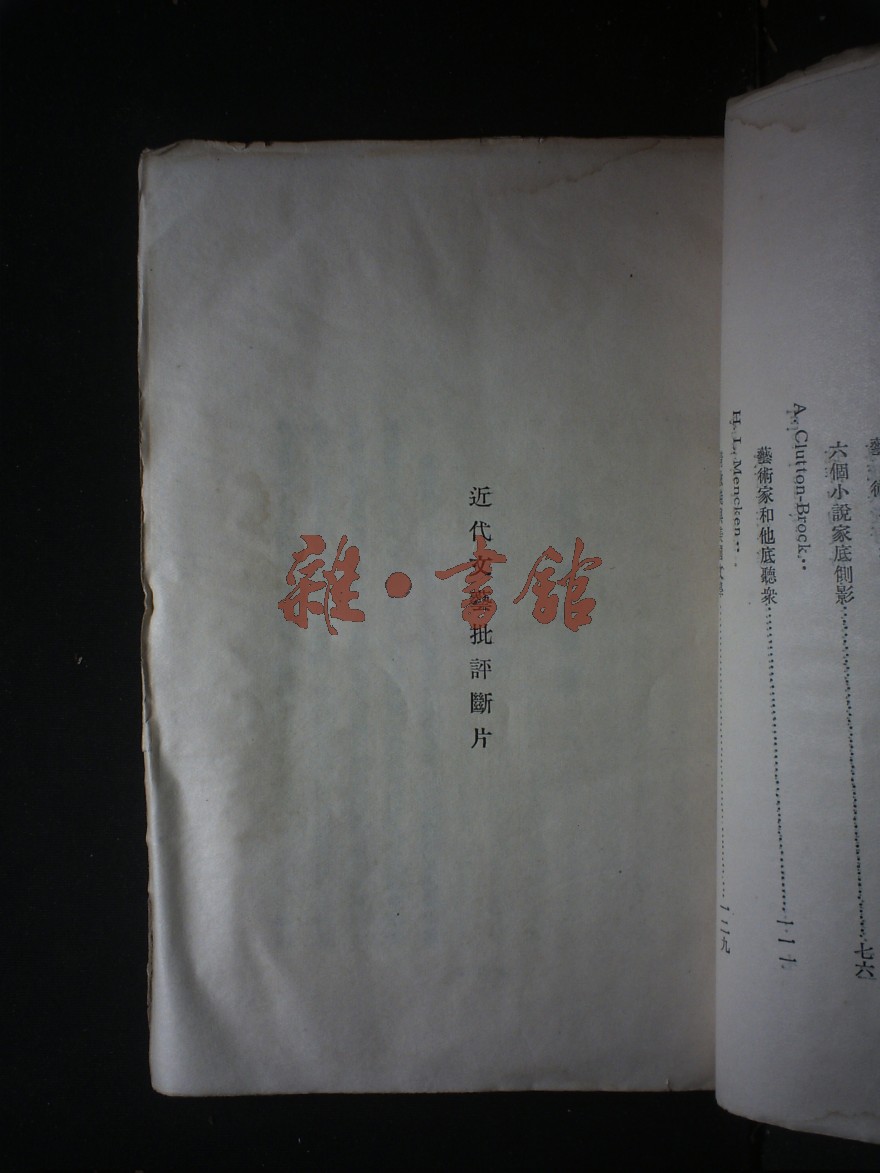 近代文藝批評斷片
雜·書館
六個小說家底側影……七六
A. Clutton-Brock
藝術家和他底聽衆……一一一
H. L. Mencken
一二九